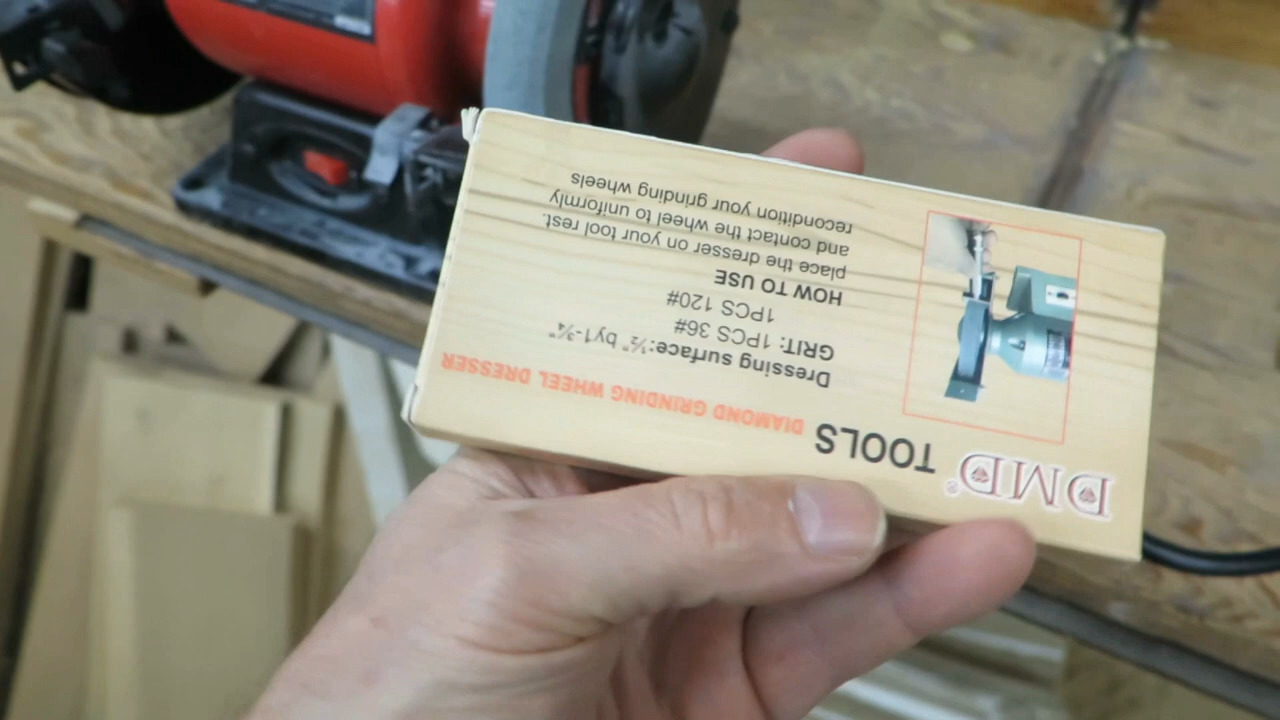 DMD®
TOOLS
DIAMOND GRINDING WHEEL DRESSER
Dressing surface:½" by1-¾"
GRIT: 1PCS 36#
1PCS 120#
HOW TO USE
place the dresser on your tool rest
and contact the wheel to uniformly.
recondition your grinding wheels